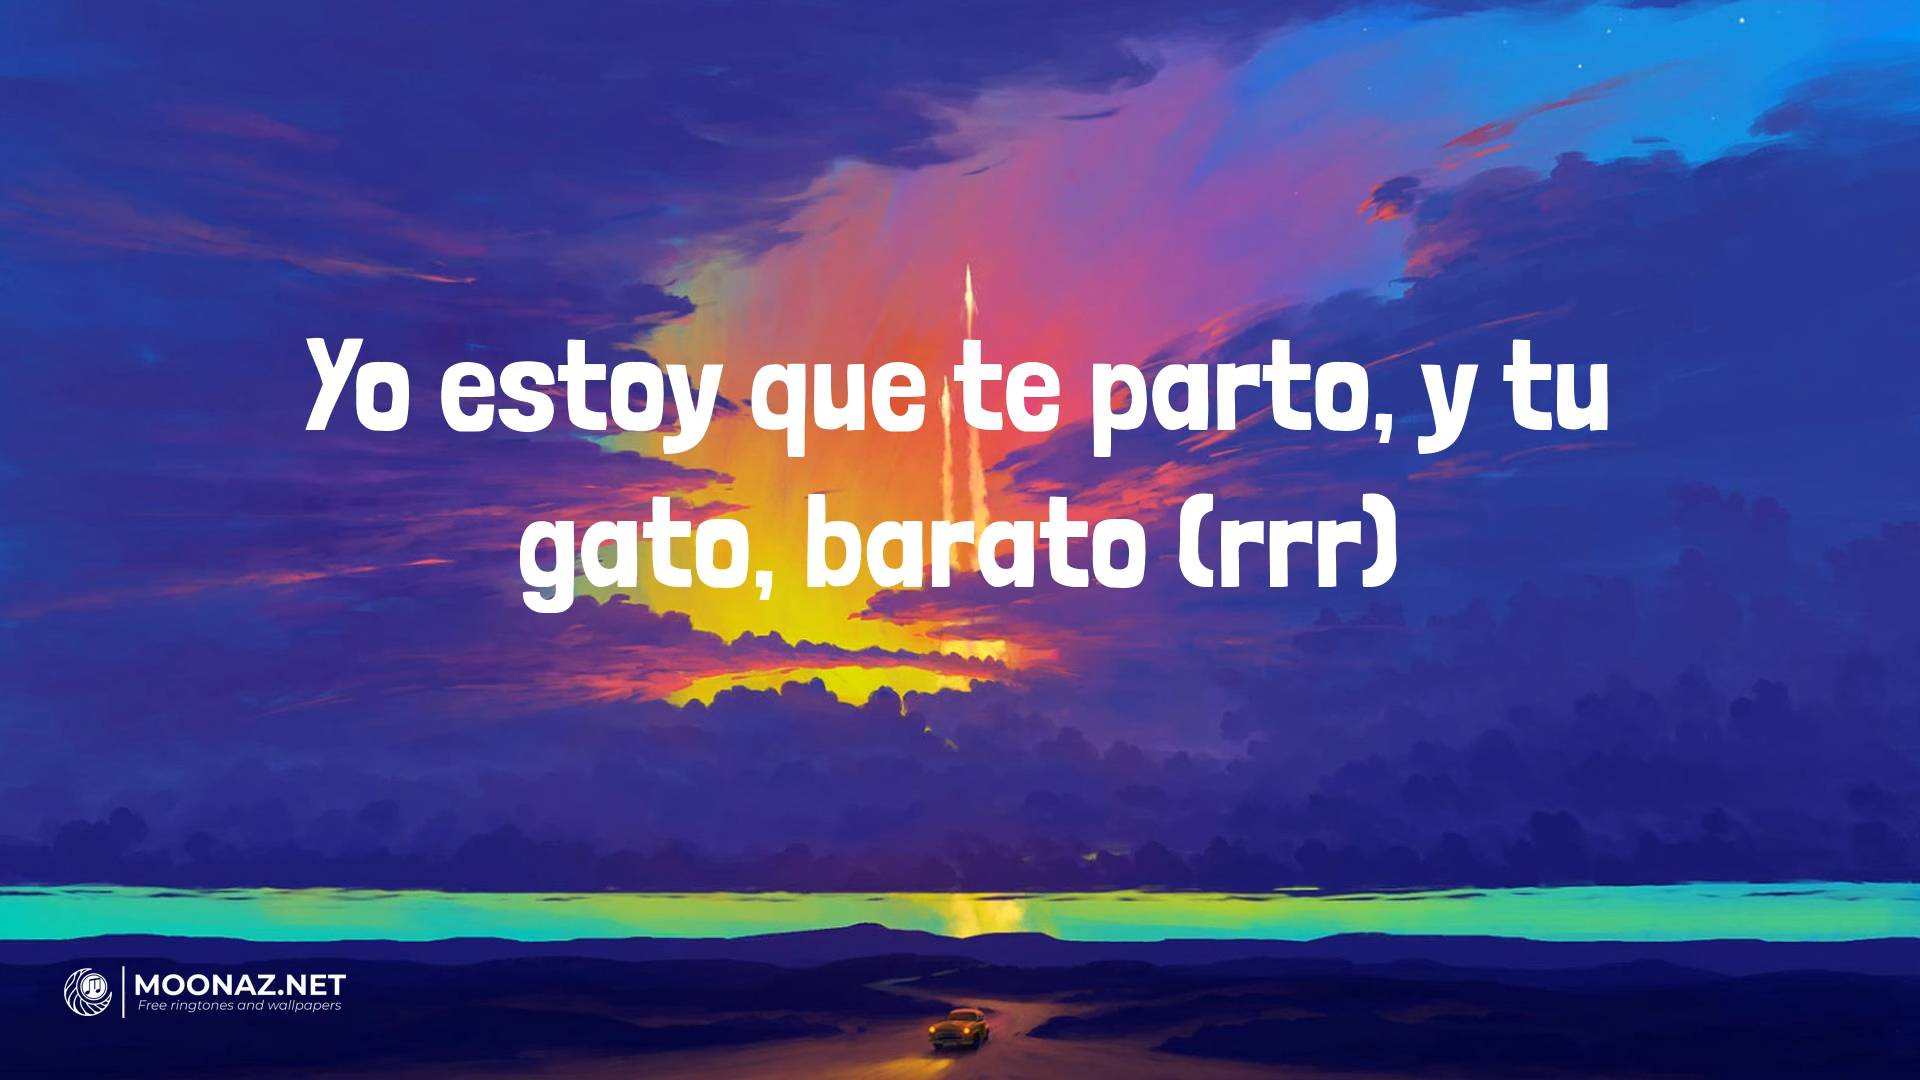 Yo estoy que te parto, y tu
gato, barato (rrr)
MOONAZ.NET
Free ringtones and wallpapers